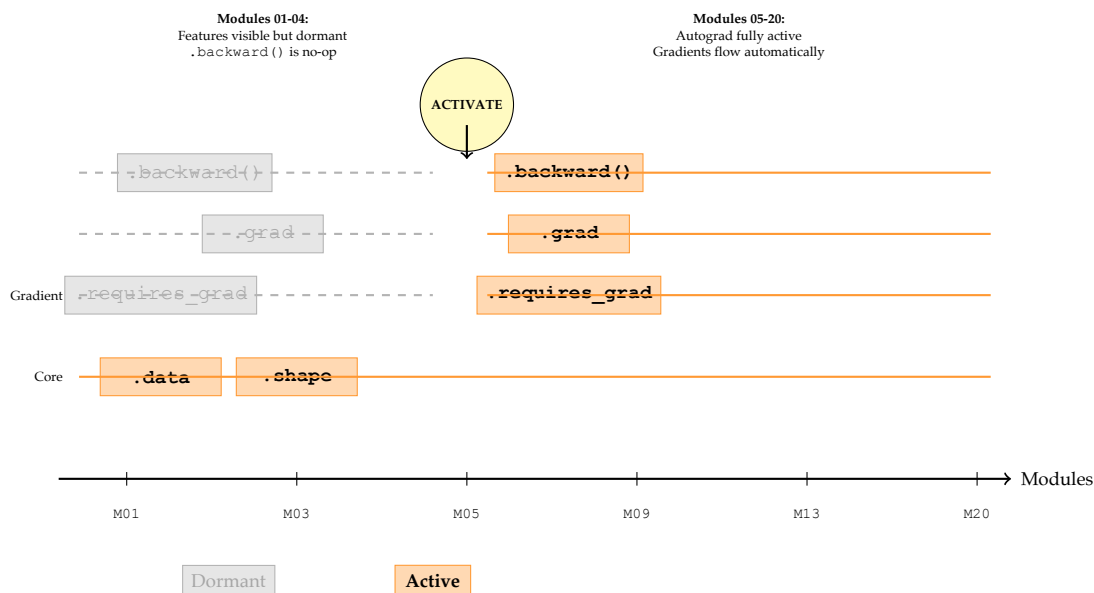 Modules 01-04:
Features visible but dormant
.backward() is no-op
Modules 05-20:
Autograd fully active
Gradients flow automatically
ACTIVATE
.backward()
.backward()
.grad
.grad
Gradient
.requires_grad
.requires_grad
Core
.data
.shape
Modules
M01
M03
M05
M09
M13
M20
Dormant
Active